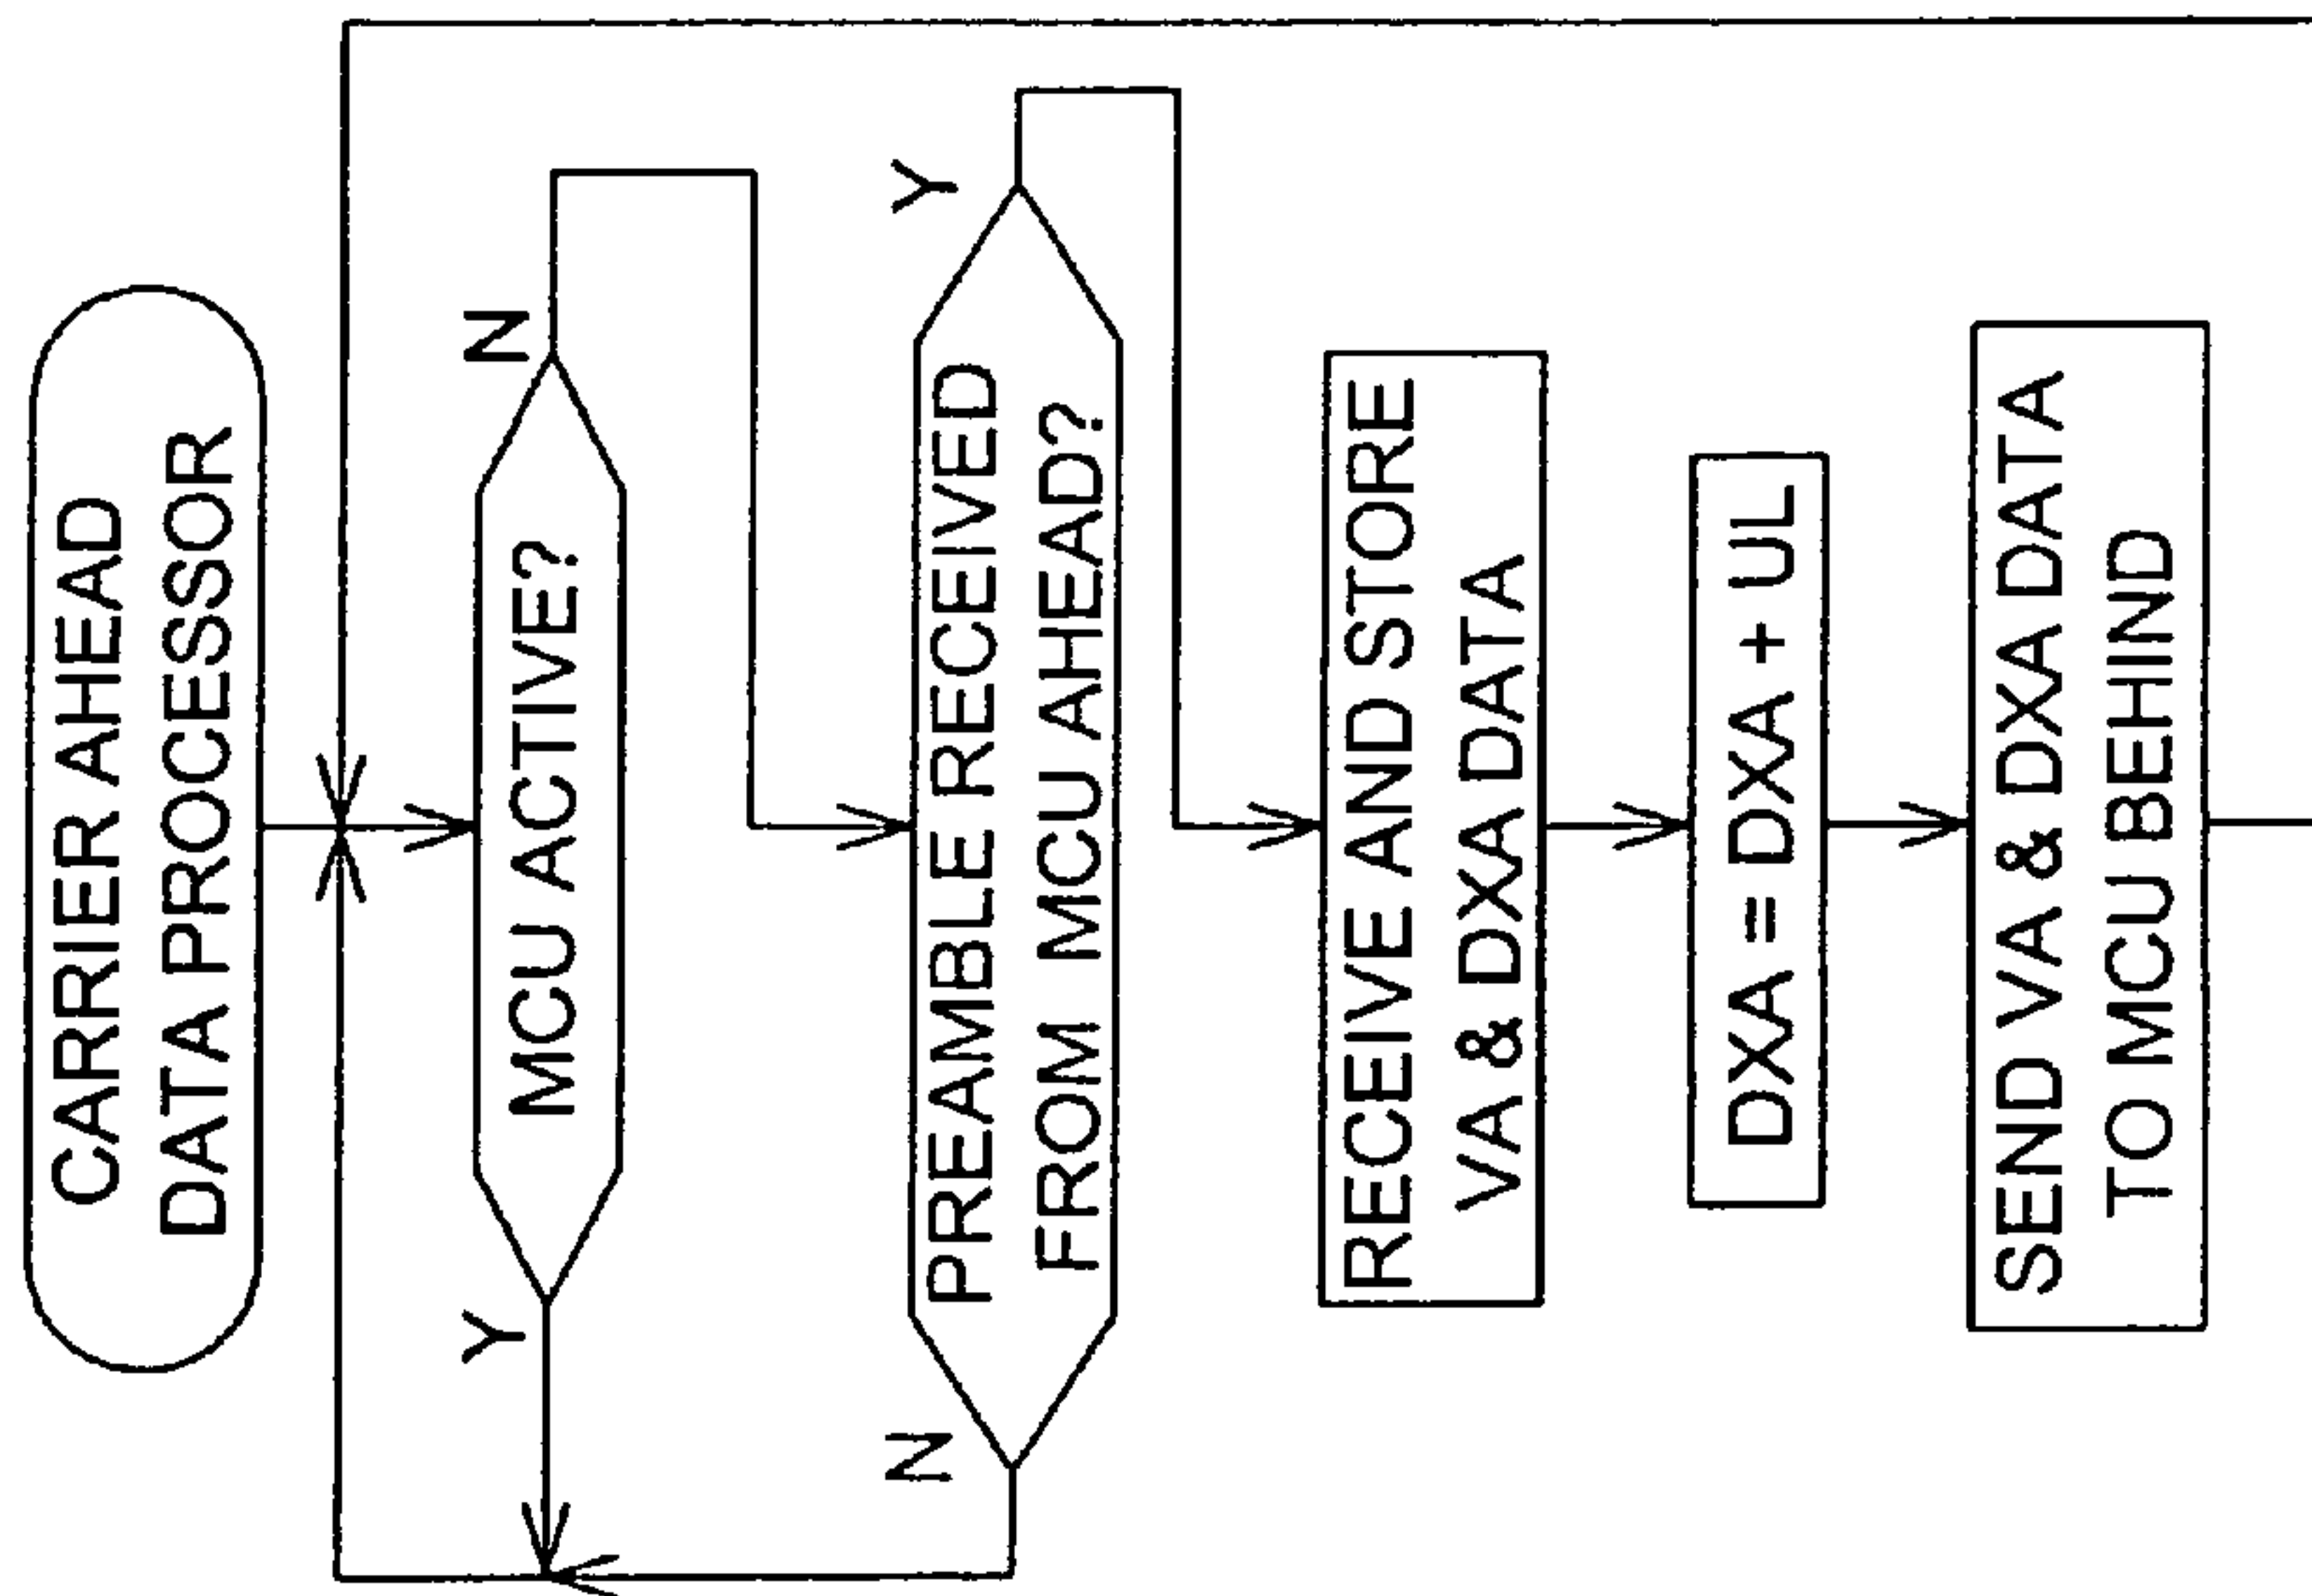 CARRIER AHEAD
DATA PROCESSOR
MCU ACTIVE?
Y
N
PREAMBLE RECEIVED
FROM MCU AHEAD?
N
Y
RECEIVE AND STORE
VA & DXA DATA
DXA = DXA + UL
SEND VA & DXA DATA
TO MCU BEHIND